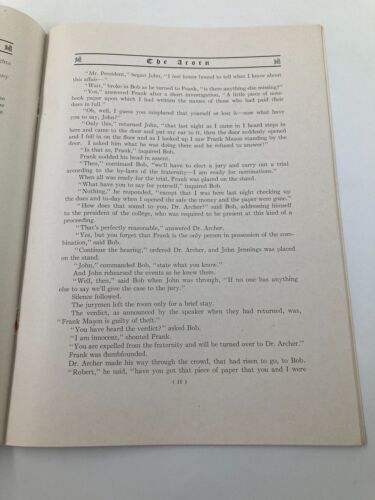 The Acorn
"Mr. President," began John, "I feel honor bound to tell what I know about
this affair—"
"Wait," broke in Bob as he turned to Frank, "is there anything else missing?"
"Yes," answered Frank after a short investigation, "A little piece of note-
book paper upon which I had written the names of those who had paid their
dues in full."
"Oh, well, I guess you misplaced that yourself or lost it—now what have
you to say, John?"
"Only this," returned John, "that last night as I came in I heard steps in
here and came to the door and put my ear to it, then the door suddenly opened
and I fell in on the floor and as I looked up I saw Frank Mason standing by the
door. I asked him what he was doing there and he refused to answer!"
"Is that so, Frank," inquired Bob.
Frank nodded his head in assent.
"Then," continued Bob, "we'll have to elect a jury and carry out a trial
according to the by-laws of the fraternity—I am ready for nominations."
When all was ready for the trial, Frank was placed on the stand.
"What have you to say for yourself," inquired Bob.
"Nothing," he responded, "except that I was here last night checking up
the dues and to-day when I opened the safe the money and the paper were gone."
"How does that stand to you, Dr. Archer?" said Bob, addressing himself
to the president of the college, who was required to be present at this kind of a
proceeding.
"That's perfectly reasonable," answered Dr. Archer.
"Yes, but you forget that Frank is the only person in possession of the com-
bination," said Bob.
"Continue the hearing," ordered Dr. Archer, and John Jennings was placed
on the stand.
"John," commanded Bob, "state what you know."
And John rehearsed the events as he knew them.
"Well, then," said Bob when John was through, "If no one has anything
else to say we'll give the case to the jury."
Silence followed.
The jurymen left the room only for a brief stay.
The verdict, as announced by the speaker when they had returned, was,
"Frank Mason is guilty of theft."
"You have heard the verdict?" asked Bob.
"I am innocent," shouted Frank.
"You are expelled from the fraternity and will be turned over to Dr. Archer."
Frank was dumbfounded.
Dr. Archer made his way through the crowd, that had risen to go, to Bob.
"Robert," he said, "have you got that piece of paper that you and I were